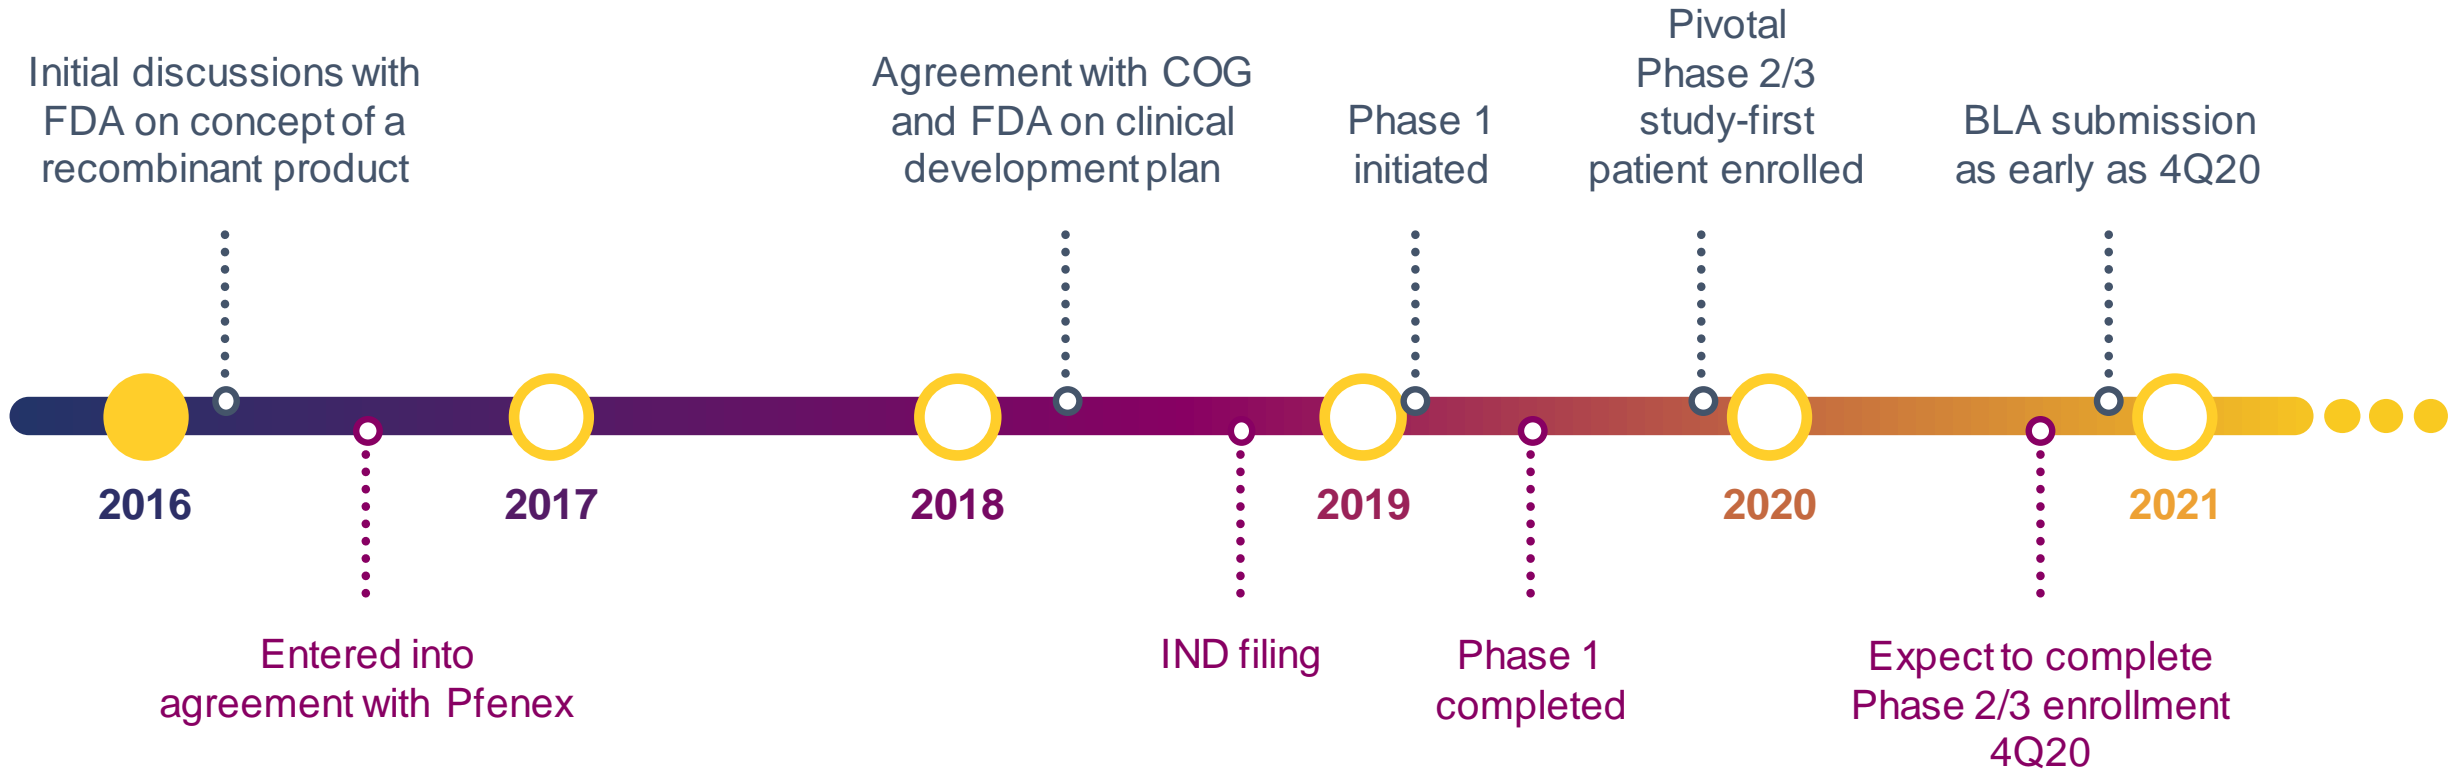 Initial discussions with
FDA on concept of a
recombinant product
Agreement with COG
and FDA on clinical
development plan
Phase 1
initiated
Pivotal
Phase 2/3
study-first
patient enrolled
BLA submission
as early as 4Q20
2016
2017
2018
2019
2020
2021
Entered into
agreement with Pfenex
IND filing
Phase 1
completed
Expect to complete
Phase 2/3 enrollment
4Q20